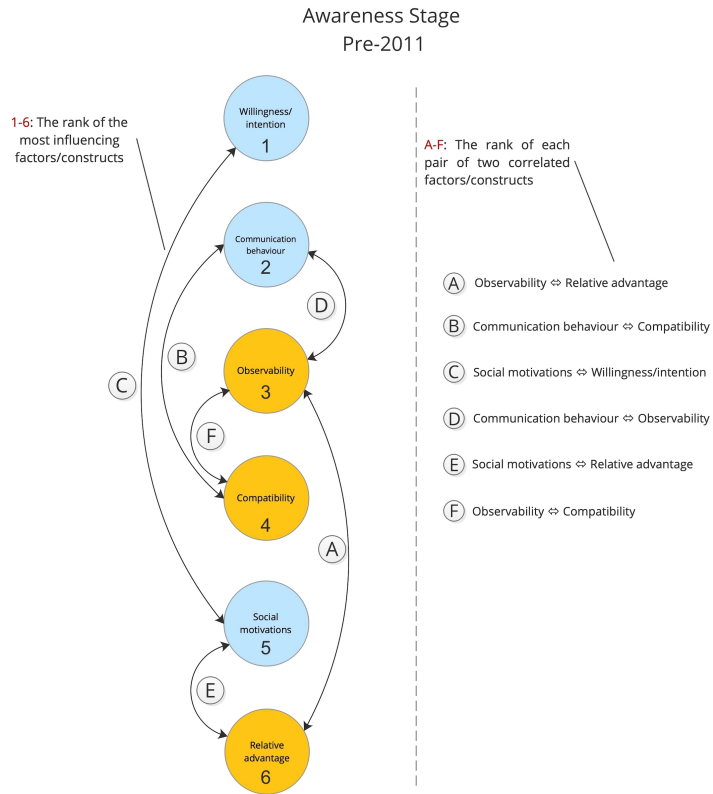 Awareness Stage
Pre-2011
1-6: The rank of the
most influencing
factors/constructs
A-F: The rank of each
pair of two correlated
factors/constructs
Willingness/
intention
1
Communication
behaviour
2
D
B
Observability
3
C
F
Compatibility
4
A
Social
motivations
5
E
Relative
advantage
6
A Observability ⇔ Relative advantage
B Communication behaviour ⇔ Compatibility
C Social motivations ⇔ Willingness/intention
D Communication behaviour ⇔ Observability
E Social motivations ⇔ Relative advantage
F Observability ⇔ Compatibility